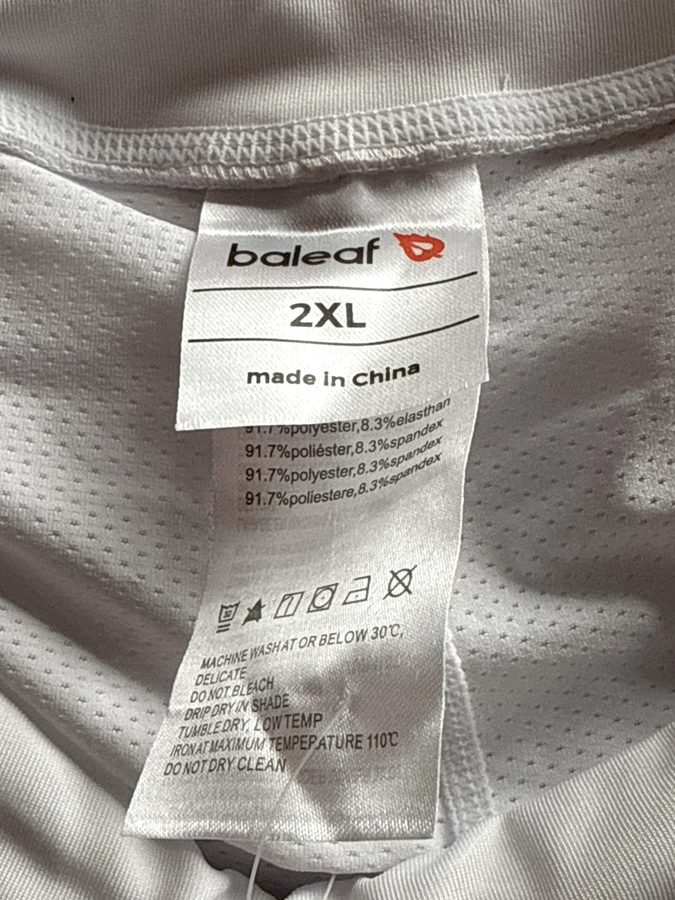 baleaf
2XL
made in China
91.7%polyester,8.3%elasthan
91.7%poliéster,8.3%spandex
91.7%polyester,8.3%spandex
91.7%poliestere,8.3%spandex
30
MACHINE WASH AT OR BELOW 30℃,
DELICATE
DO NOT BLEACH
DRIP DRY IN SHADE
TUMBLE DRY, LOW TEMP
IRON AT MAXIMUM TEMPEPATURE 110℃
DO NOT DRY CLEAN